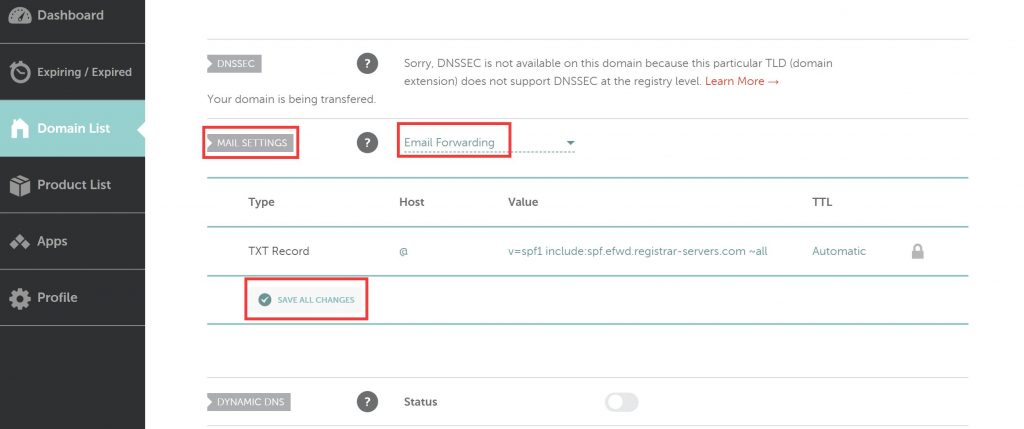 Dashboard
Expiring / Expired
Domain List
Product List
Apps
Profile
DNSSEC
?
Sorry, DNSSEC is not available on this domain because this particular TLD (domain
extension) does not support DNSSEC at the registry level. Learn More →
Your domain is being transfered.
MAIL SETTINGS
?
Email Forwarding
Type Host Value TTL
TXT Record @ v=spf1 include:spf.efwd.registrar-servers.com ~all Automatic
SAVE ALL CHANGES
DYNAMIC DNS
?
Status